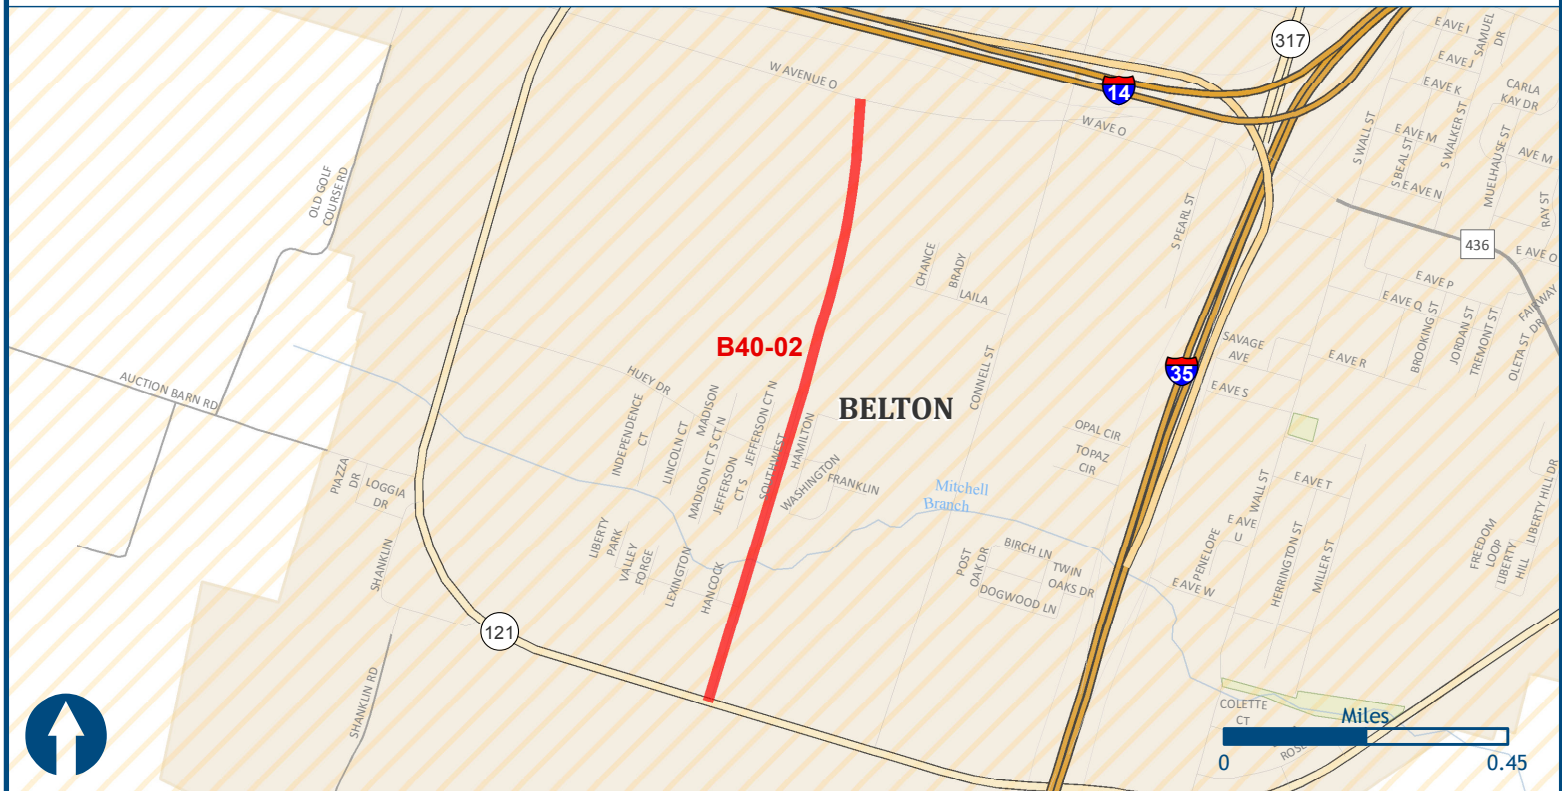 E AVE I
SAMUEL
DR
317
E AVE J
W AVENUE O
14
E AVE K
CARLA
KAY DR
W AVE O
S WALL ST
E AVE M
S BEAL ST
S WALKER ST
MUELHAUSE ST
AVE M
OLD GOLF
COURSE RD
S E AVE N
RAY ST
S PEARL ST
436
E AVE O
CHANCE
BRADY
LAILA
E AVE P
E AVE Q
FAIRWAY
DR
B40-02
SAVAGE
AVE
E AVE R
BROOKING ST
JORDAN ST
TREMONT ST
OLETA ST
35
AUCTION BARN RD
HUEY DR
CONNELL ST
E AVE S
BELTON
INDEPENDENCE
CT
LINCOLN CT
MADISON
CT N
MADISON CT S
JEFFERSON CT N
JEFFERSON
CT S
SOUTHWEST
HAMILTON
WASHINGTON
FRANKLIN
OPAL CIR
TOPAZ
CIR
PIAZZA
DR
LOGGIA
DR
Mitchell
Branch
WALL ST
E AVE T
E AVE
U
LIBERTY HILL DR
LIBERTY
PARK
VALLEY
FORGE
LEXINGTON
HANCOCK
POST
OAK DR
BIRCH LN
TWIN
OAKS DR
DOGWOOD LN
PENELOPE
E AVE W
HERRINGTON ST
MILLER ST
FREEDOM
LOOP
LIBERTY
HILL
SHANKLIN
121
SHANKLIN RD
COLETTE
CT
Miles
0
0.45